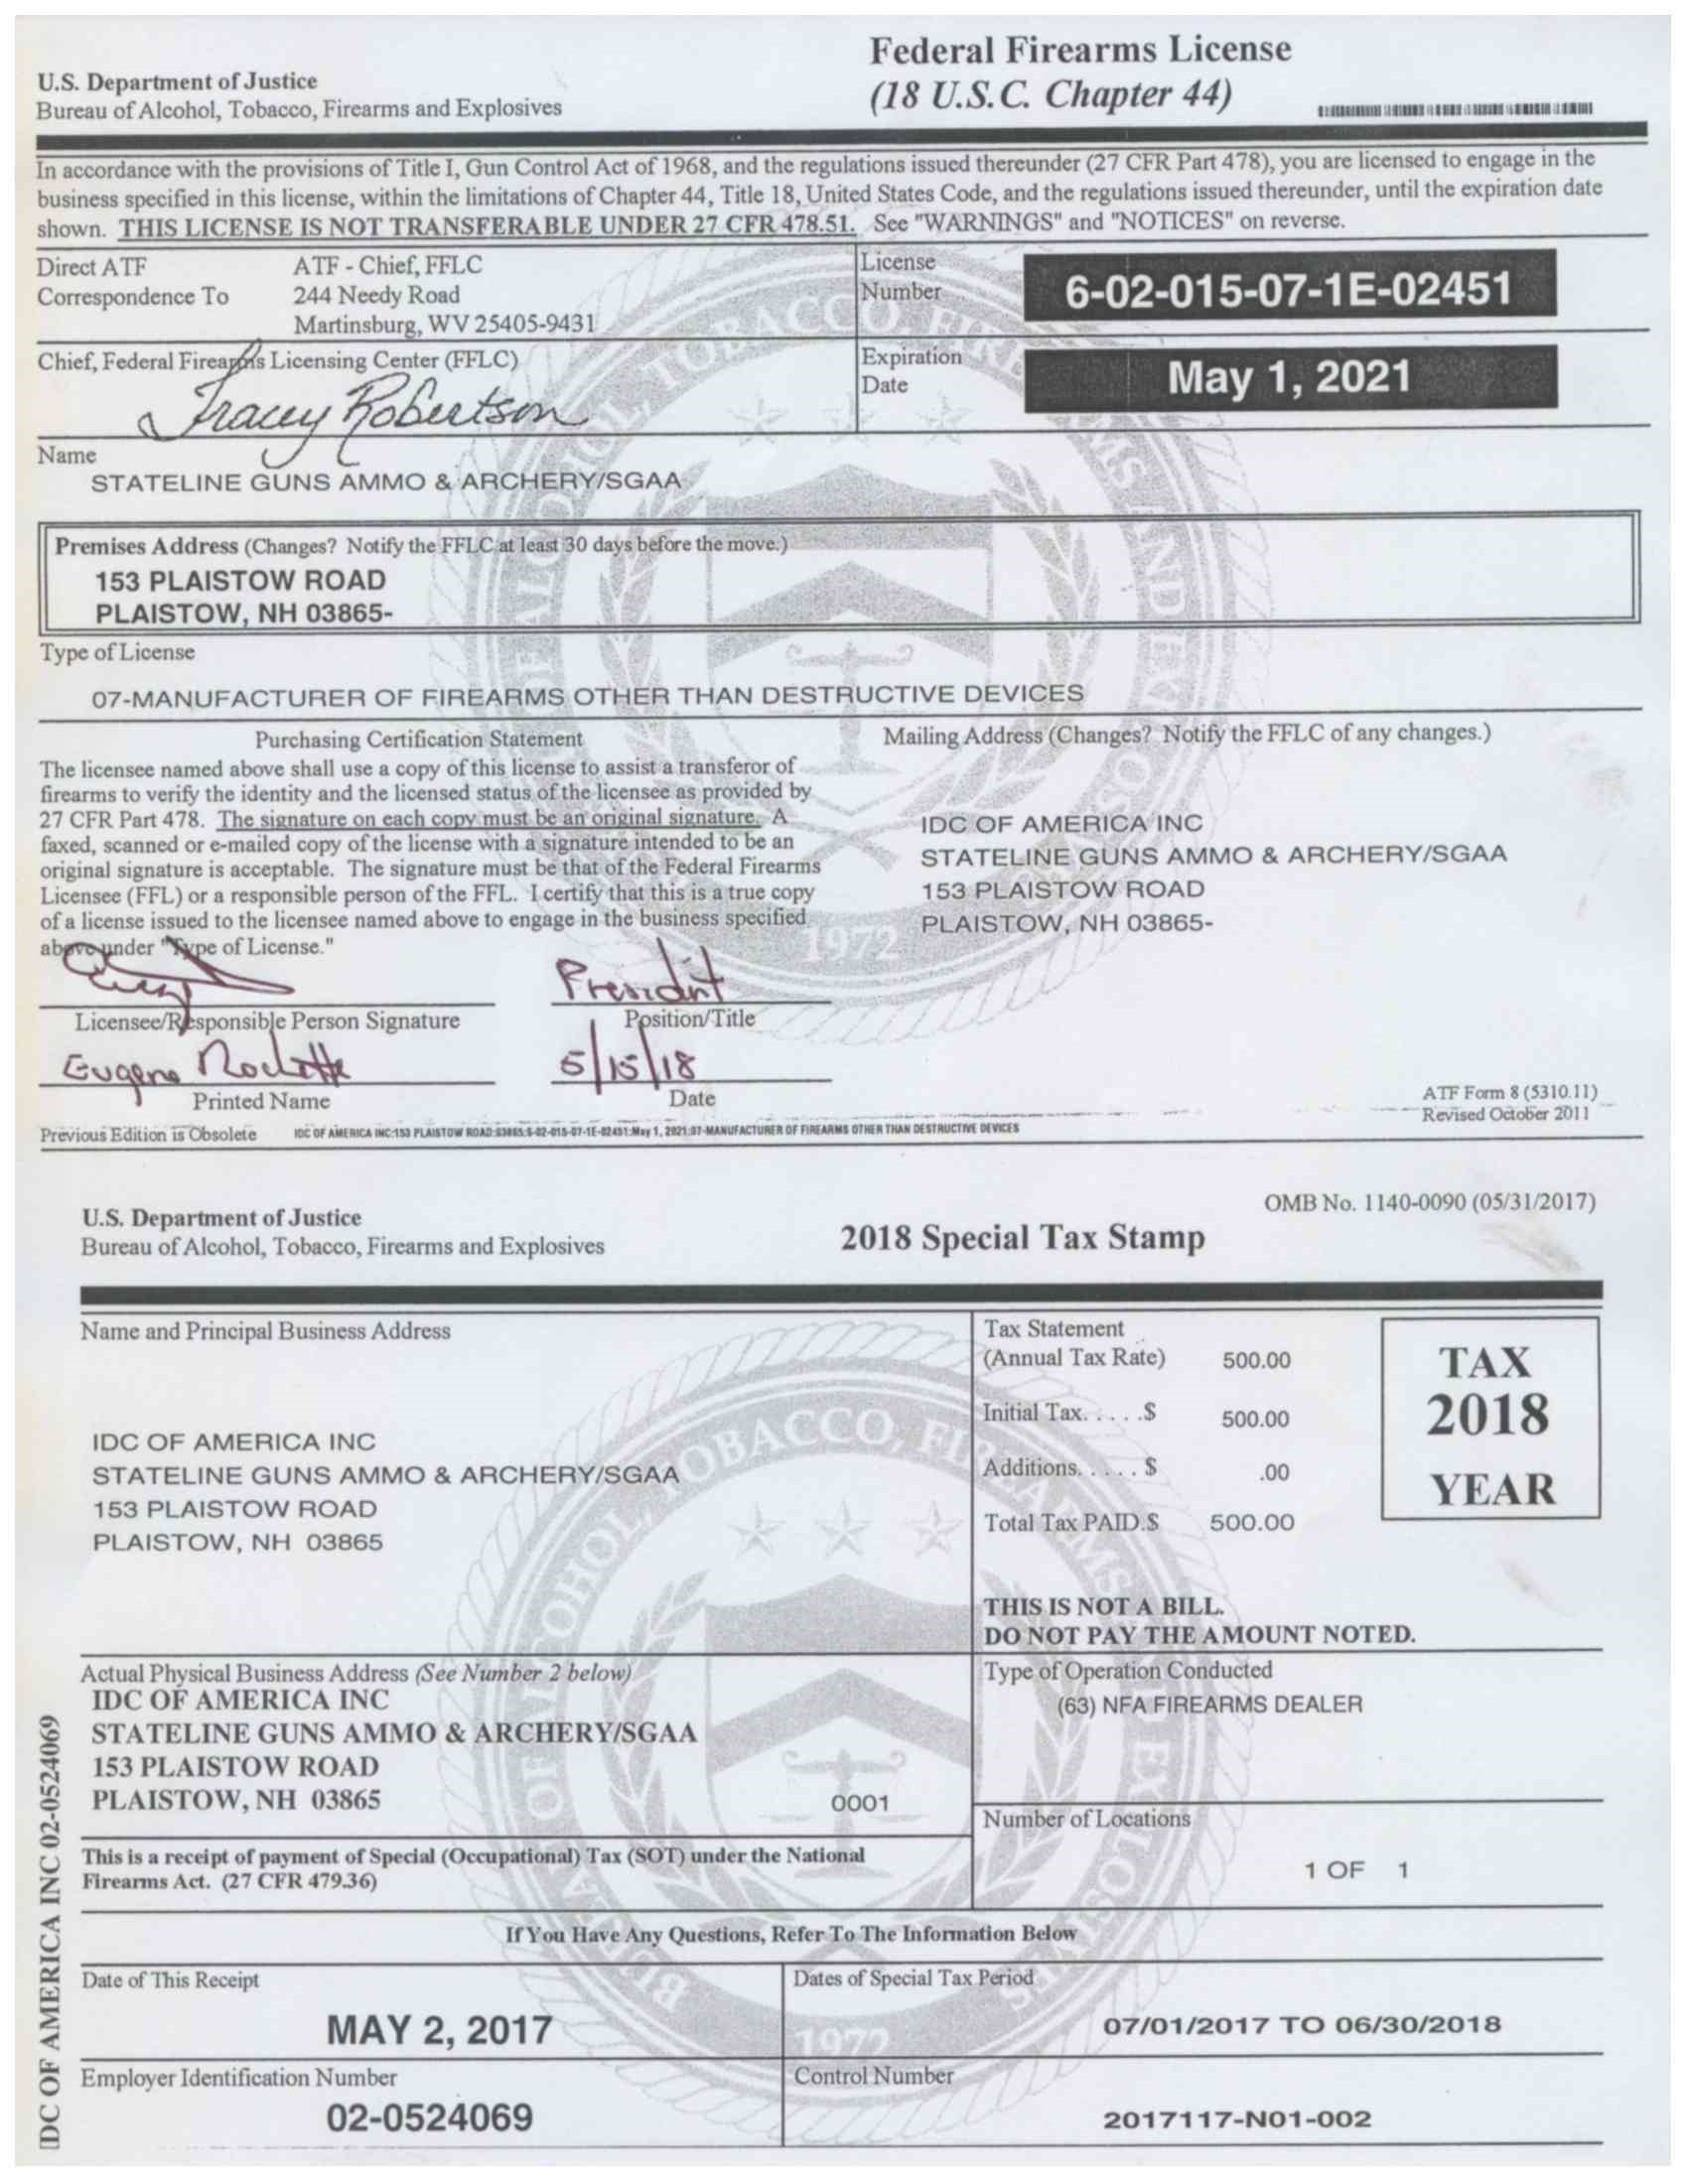 Federal Firearms License
(18 U.S.C. Chapter 44)
U.S. Department of Justice
Bureau of Alcohol, Tobacco, Firearms and Explosives
In accordance with the provisions of Title I, Gun Control Act of 1968, and the regulations issued thereunder (27 CFR Part 478), you are licensed to engage in the
business specified in this license, within the limitations of Chapter 44, Title 18, United States Code, and the regulations issued thereunder, until the expiration date
shown. THIS LICENSE IS NOT TRANSFERABLE UNDER 27 CFR 478.51. See "WARNINGS" and "NOTICES" on reverse.
Direct ATF
Correspondence To
ATF - Chief, FFLC
244 Needy Road
Martinsburg, WV 25405-9431
License
Number
6-02-015-07-1E-02451
Chief, Federal Firearms Licensing Center (FFLC)
Tracey Robertson
Expiration
Date
May 1, 2021
Name
STATELINE GUNS AMMO & ARCHERY/SGAA
Premises Address (Changes? Notify the FFLC at least 30 days before the move.)
153 PLAISTOW ROAD
PLAISTOW, NH 03865-
Type of License
07-MANUFACTURER OF FIREARMS OTHER THAN DESTRUCTIVE DEVICES
Purchasing Certification Statement
The licensee named above shall use a copy of this license to assist a transferor of
firearms to verify the identity and the licensed status of the licensee as provided by
27 CFR Part 478. The signature on each copy must be an original signature. A
faxed, scanned or e-mailed copy of the license with a signature intended to be an
original signature is acceptable. The signature must be that of the Federal Firearms
Licensee (FFL) or a responsible person of the FFL. I certify that this is a true copy
of a license issued to the licensee named above to engage in the business specified
above under "Type of License."
Mailing Address (Changes? Notify the FFLC of any changes.)
IDC OF AMERICA INC
STATELINE GUNS AMMO & ARCHERY/SGAA
153 PLAISTOW ROAD
PLAISTOW, NH 03865-
President
Licensee/Responsible Person Signature
Position/Title
Eugene
5/15/18
Printed Name
Date
ATF Form 8 (5310.11)
Revised October 2011
Previous Edition is Obsolete
IDC OF AMERICA INC:153 PLAISTOW ROAD:03865:6-02-015-07-1E-02451:May 1, 2021:07-MANUFACTURER OF FIREARMS OTHER THAN DESTRUCTIVE DEVICES
OMB No. 1140-0090 (05/31/2017)
U.S. Department of Justice
Bureau of Alcohol, Tobacco, Firearms and Explosives
2018 Special Tax Stamp
Name and Principal Business Address
IDC OF AMERICA INC
STATELINE GUNS AMMO & ARCHERY/SGAA
153 PLAISTOW ROAD
PLAISTOW, NH 03865
Tax Statement
(Annual Tax Rate) 500.00
Initial Tax. . . . .$ 500.00
Additions. . . . . $ .00
Total Tax PAID.$ 500.00
TAX
2018
YEAR
THIS IS NOT A BILL.
DO NOT PAY THE AMOUNT NOTED.
Actual Physical Business Address (See Number 2 below)
IDC OF AMERICA INC
STATELINE GUNS AMMO & ARCHERY/SGAA
153 PLAISTOW ROAD
PLAISTOW, NH 03865
0001
Type of Operation Conducted
(63) NFA FIREARMS DEALER
Number of Locations
1 OF 1
This is a receipt of payment of Special (Occupational) Tax (SOT) under the National
Firearms Act. (27 CFR 479.36)
If You Have Any Questions, Refer To The Information Below
Date of This Receipt
MAY 2, 2017
Dates of Special Tax Period
07/01/2017 TO 06/30/2018
Employer Identification Number
02-0524069
Control Number
2017117-N01-002
IDC OF AMERICA INC 02-0524069
BUREAU OF ALCOHOL, TOBACCO, FIREARMS AND EXPLOSIVES
1972